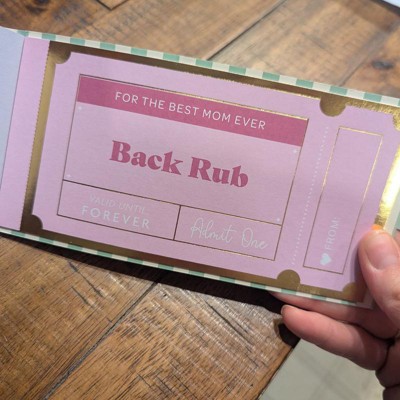 FOR THE BEST MOM EVER
Back Rub
VALID UNTIL
FOREVER
Admit One
FROM: